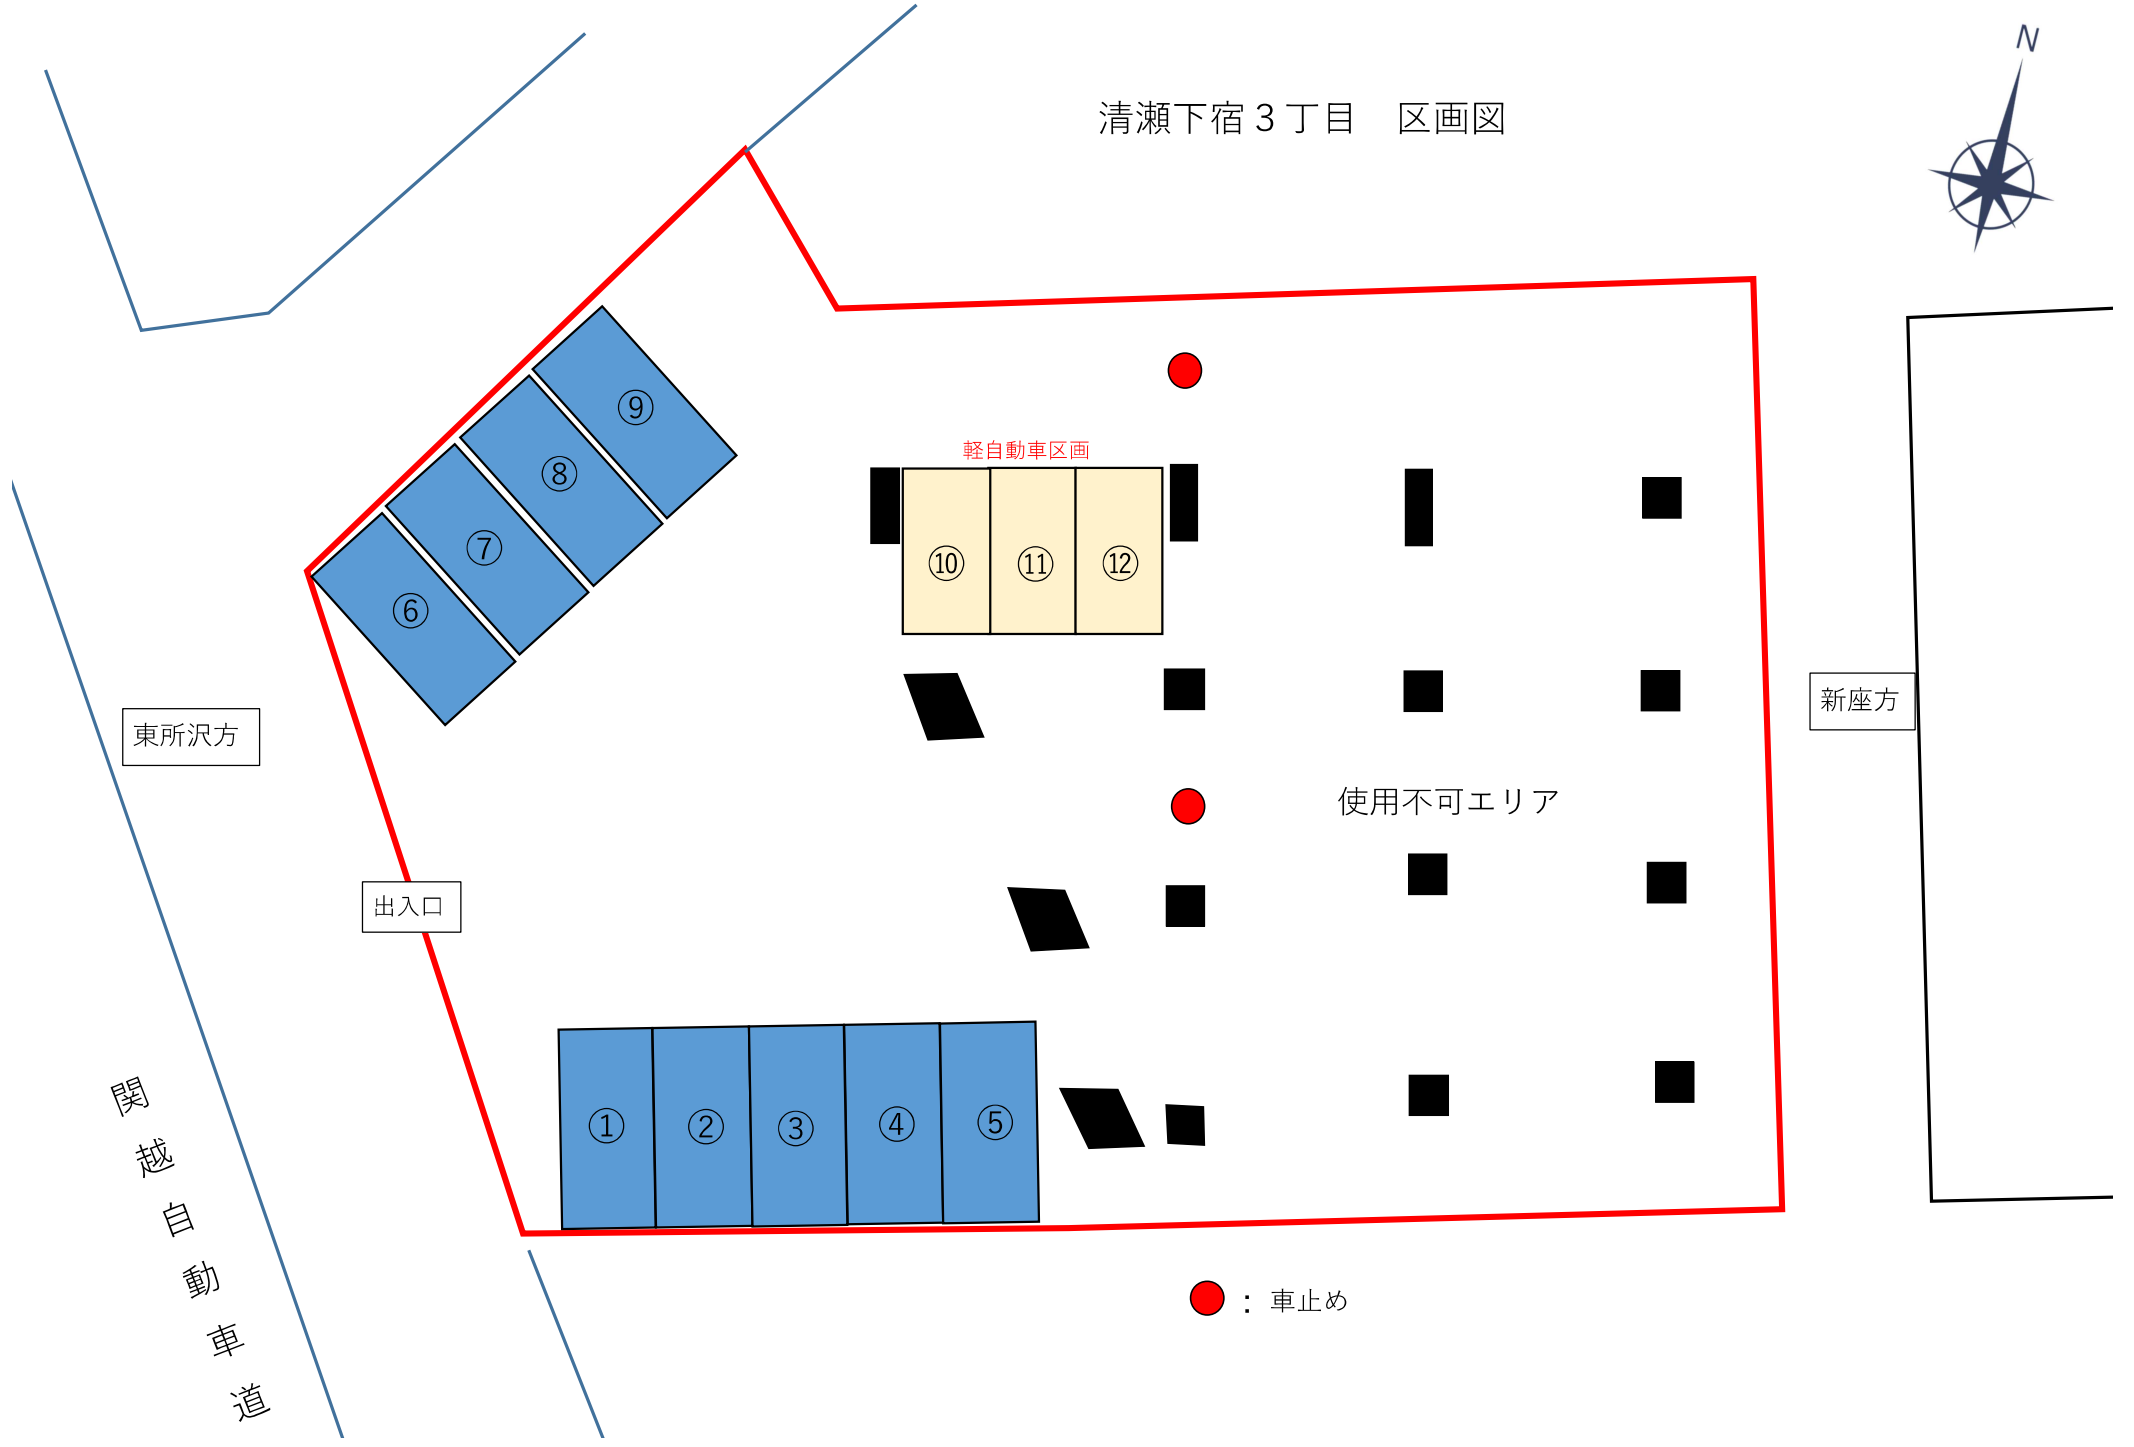 N
清瀬下宿３丁目　区画図
⑨
軽自動車区画
⑧
⑦
⑩ ⑪ ⑫
⑥
東所沢方
新座方
使用不可エリア
出入口
① ② ③ ④ ⑤
関越自動車道
：車止め